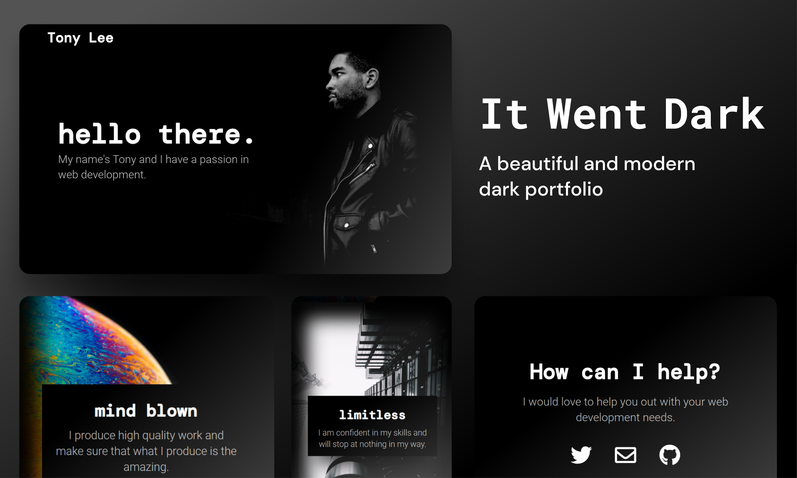 Tony Lee
hello there.
My name's Tony and I have a passion in
web development.
It Went Dark
A beautiful and modern
dark portfolio
mind blown
I produce high quality work and
make sure that what I produce is the
amazing.
limitless
I am confident in my skills and
will stop at nothing in my way.
How can I help?
I would love to help you out with your web
development needs.